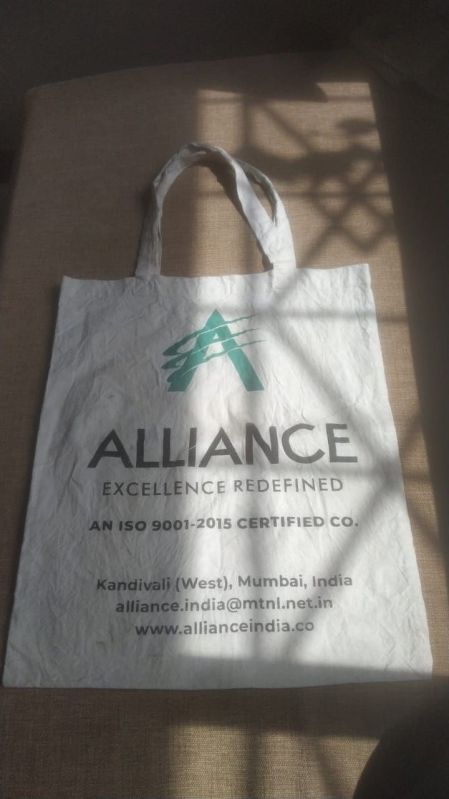 ALLIANCE
EXCELLENCE REDEFINED
AN ISO 9001-2015 CERTIFIED CO.
Kandivali (West), Mumbai, India
alliance.india@mtnl.net.in
www.allianceindia.co